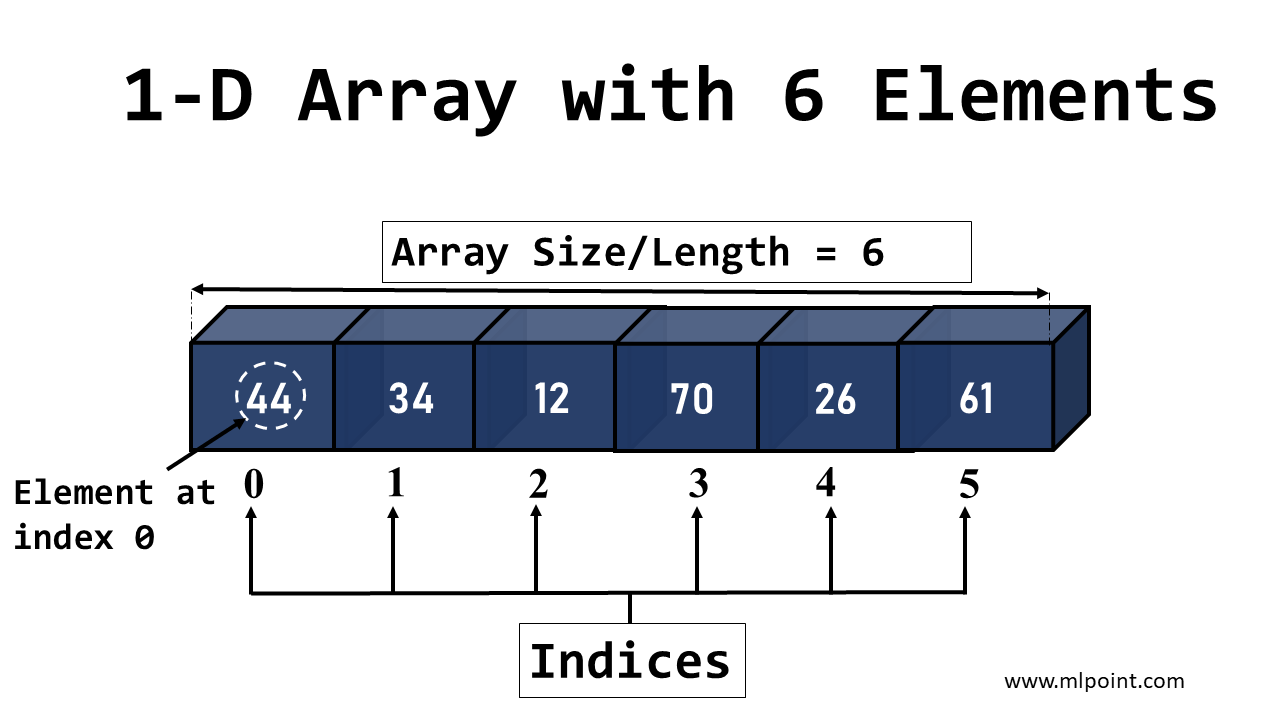 1-D Array with 6 Elements
Array Size/Length = 6
44 34 12 70 26 61
0 1 2 3 4 5
Element at
index 0
Indices
www.mlpoint.com